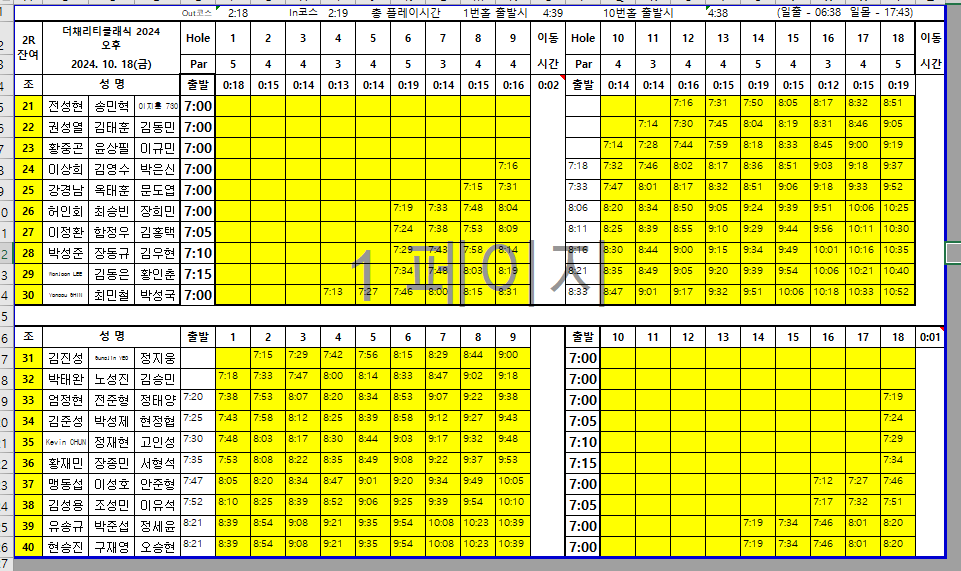 Out코스 2:18 In코스 2:19 총 플레이시간 1번홀 출발시 4:39 10번홀 출발시 4:38 (일출 - 06:38 일몰 - 17:43)
2R 잔여 더채리티클래식 2024 오후 Hole 1 2 3 4 5 6 7 8 9 이동 Hole 10 11 12 13 14 15 16 17 18 이동
2024. 10. 18(금) Par 5 4 4 3 4 5 3 4 4 시간 Par 4 3 4 4 5 4 3 4 5 시간
조 성 명 출발 0:18 0:15 0:14 0:13 0:14 0:19 0:14 0:15 0:16 0:02 출발 0:14 0:14 0:16 0:15 0:19 0:15 0:12 0:15 0:19
21 전성현 송민혁 이지훈 730 7:00 7:16 7:31 7:50 8:05 8:17 8:32 8:51
22 권성열 김태훈 김동민 7:00 7:14 7:30 7:45 8:04 8:19 8:31 8:46 9:05
23 황중곤 윤상필 이규민 7:00 7:14 7:28 7:44 7:59 8:18 8:33 8:45 9:00 9:19
24 이상희 김영수 박은신 7:00 7:16 7:18 7:32 7:46 8:02 8:17 8:36 8:51 9:03 9:18 9:37
25 강경남 옥태훈 문도엽 7:00 7:15 7:31 7:33 7:47 8:01 8:17 8:32 8:51 9:06 9:18 9:33 9:52
26 허인회 최승빈 장희민 7:00 7:19 7:33 7:48 8:04 8:06 8:20 8:34 8:50 9:05 9:24 9:39 9:51 10:06 10:25
27 이정환 함정우 김홍택 7:05 7:24 7:38 7:53 8:09 8:11 8:25 8:39 8:55 9:10 9:29 9:44 9:56 10:11 10:30
28 박성준 장동규 김우현 7:10 7:29 7:43 7:58 8:14 8:16 8:30 8:44 9:00 9:15 9:34 9:49 10:01 10:16 10:35
29 LEE 김동은 황인춘 7:15 7:34 7:48 8:03 8:19 8:21 8:35 8:49 9:05 9:20 9:39 9:54 10:06 10:21 10:40
30 SHIN 최민철 박성국 7:00 7:13 7:27 7:46 8:00 8:15 8:31 8:33 8:47 9:01 9:17 9:32 9:51 10:06 10:18 10:33 10:52
1 페이지
조 성 명 출발 1 2 3 4 5 6 7 8 9 출발 10 11 12 13 14 15 16 17 18 0:01
31 김진성 정지웅 7:15 7:29 7:42 7:56 8:15 8:29 8:44 9:00 7:00
32 박태완 노성진 김승민 7:18 7:33 7:47 8:00 8:14 8:33 8:47 9:02 9:18 7:00
33 엄정현 전준형 정태양 7:20 7:38 7:53 8:07 8:20 8:34 8:53 9:07 9:22 9:38 7:00 7:19
34 김준성 박성제 현정협 7:25 7:43 7:58 8:12 8:25 8:39 8:58 9:12 9:27 9:43 7:05 7:24
35 Kevin CHUN 정재현 고인성 7:30 7:48 8:03 8:17 8:30 8:44 9:03 9:17 9:32 9:48 7:10 7:29
36 황재민 장종민 서형석 7:35 7:53 8:08 8:22 8:35 8:49 9:08 9:22 9:37 9:53 7:15 7:34
37 맹동섭 이성호 안준형 7:47 8:05 8:20 8:34 8:47 9:01 9:20 9:34 9:49 10:05 7:00 7:12 7:27 7:46
38 김성용 조성민 이유석 7:52 8:10 8:25 8:39 8:52 9:06 9:25 9:39 9:54 10:10 7:05 7:17 7:32 7:51
39 유송규 박준섭 정세윤 8:21 8:39 8:54 9:08 9:21 9:35 9:54 10:08 10:23 10:39 7:00 7:19 7:34 7:46 8:01 8:20
40 현승진 구재영 오승현 8:21 8:39 8:54 9:08 9:21 9:35 9:54 10:08 10:23 10:39 7:00 7:19 7:34 7:46 8:01 8:20